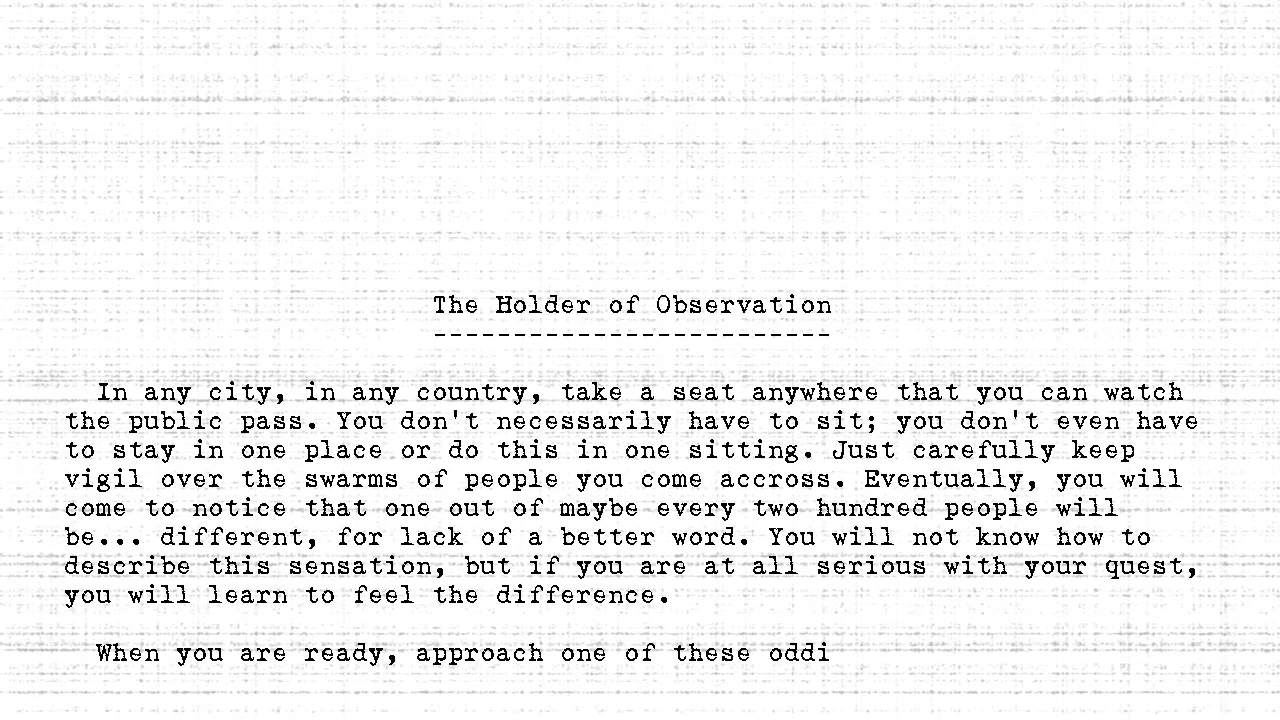 The Holder of Observation
-------------------------
In any city, in any country, take a seat anywhere that you can watch
the public pass. You don't necessarily have to sit; you don't even have
to stay in one place or do this in one sitting. Just carefully keep
vigil over the swarms of people you come accross. Eventually, you will
come to notice that one out of maybe every two hundred people will
be... different, for lack of a better word. You will not know how to
describe this sensation, but if you are at all serious with your quest,
you will learn to feel the difference.
When you are ready, approach one of these oddi